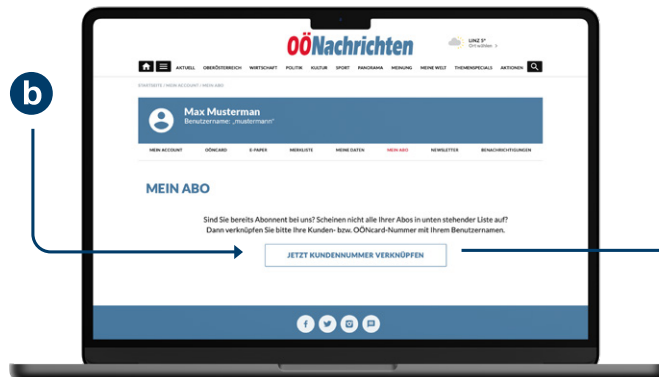 OÖNachrichten
LINZ 5°
Ort wählen >
AKTUELL OBERÖSTERREICH WIRTSCHAFT POLITIK KULTUR SPORT PANORAMA MEINUNG MEINE WELT THEMENSPECIALS AKTIONEN
STARTSEITE / MEIN ACCOUNT / MEIN ABO
b
Max Mustermann
Benutzername: „mustermann"
MEIN ACCOUNT OÖNCARD E-PAPER MERKLISTE MEINE DATEN MEIN ABO NEWSLETTER BENACHRICHTIGUNGEN
MEIN ABO
Sind Sie bereits Abonnent bei uns? Scheinen nicht alle Ihrer Abos in unten stehender Liste auf?
Dann verknüpfen Sie bitte Ihre Kunden- bzw. OÖNcard-Nummer mit Ihrem Benutzernamen.
JETZT KUNDENNUMMER VERKNÜPFEN